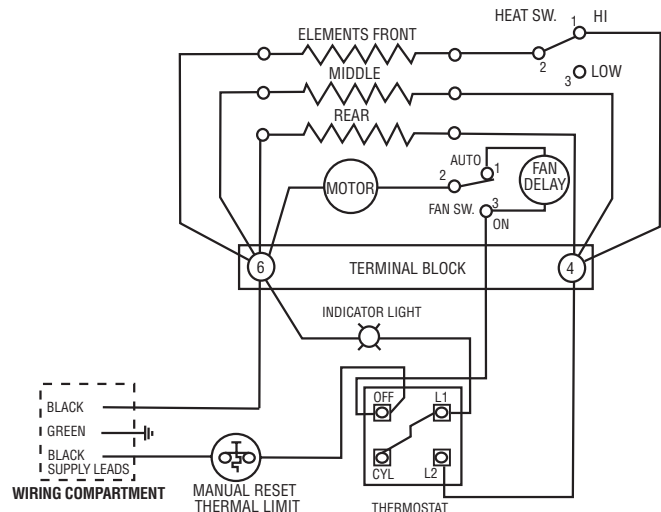 HEAT SW.
1
HI
ELEMENTS FRONT
2
3
LOW
MIDDLE
REAR
AUTO
1
2
FAN
DELAY
MOTOR
3
FAN SW.
ON
6
TERMINAL BLOCK
4
INDICATOR LIGHT
OFF
L1
BLACK
GREEN
BLACK
SUPPLY LEADS
CYL
L2
WIRING COMPARTMENT
MANUAL RESET
THERMAL LIMIT
THERMOSTAT